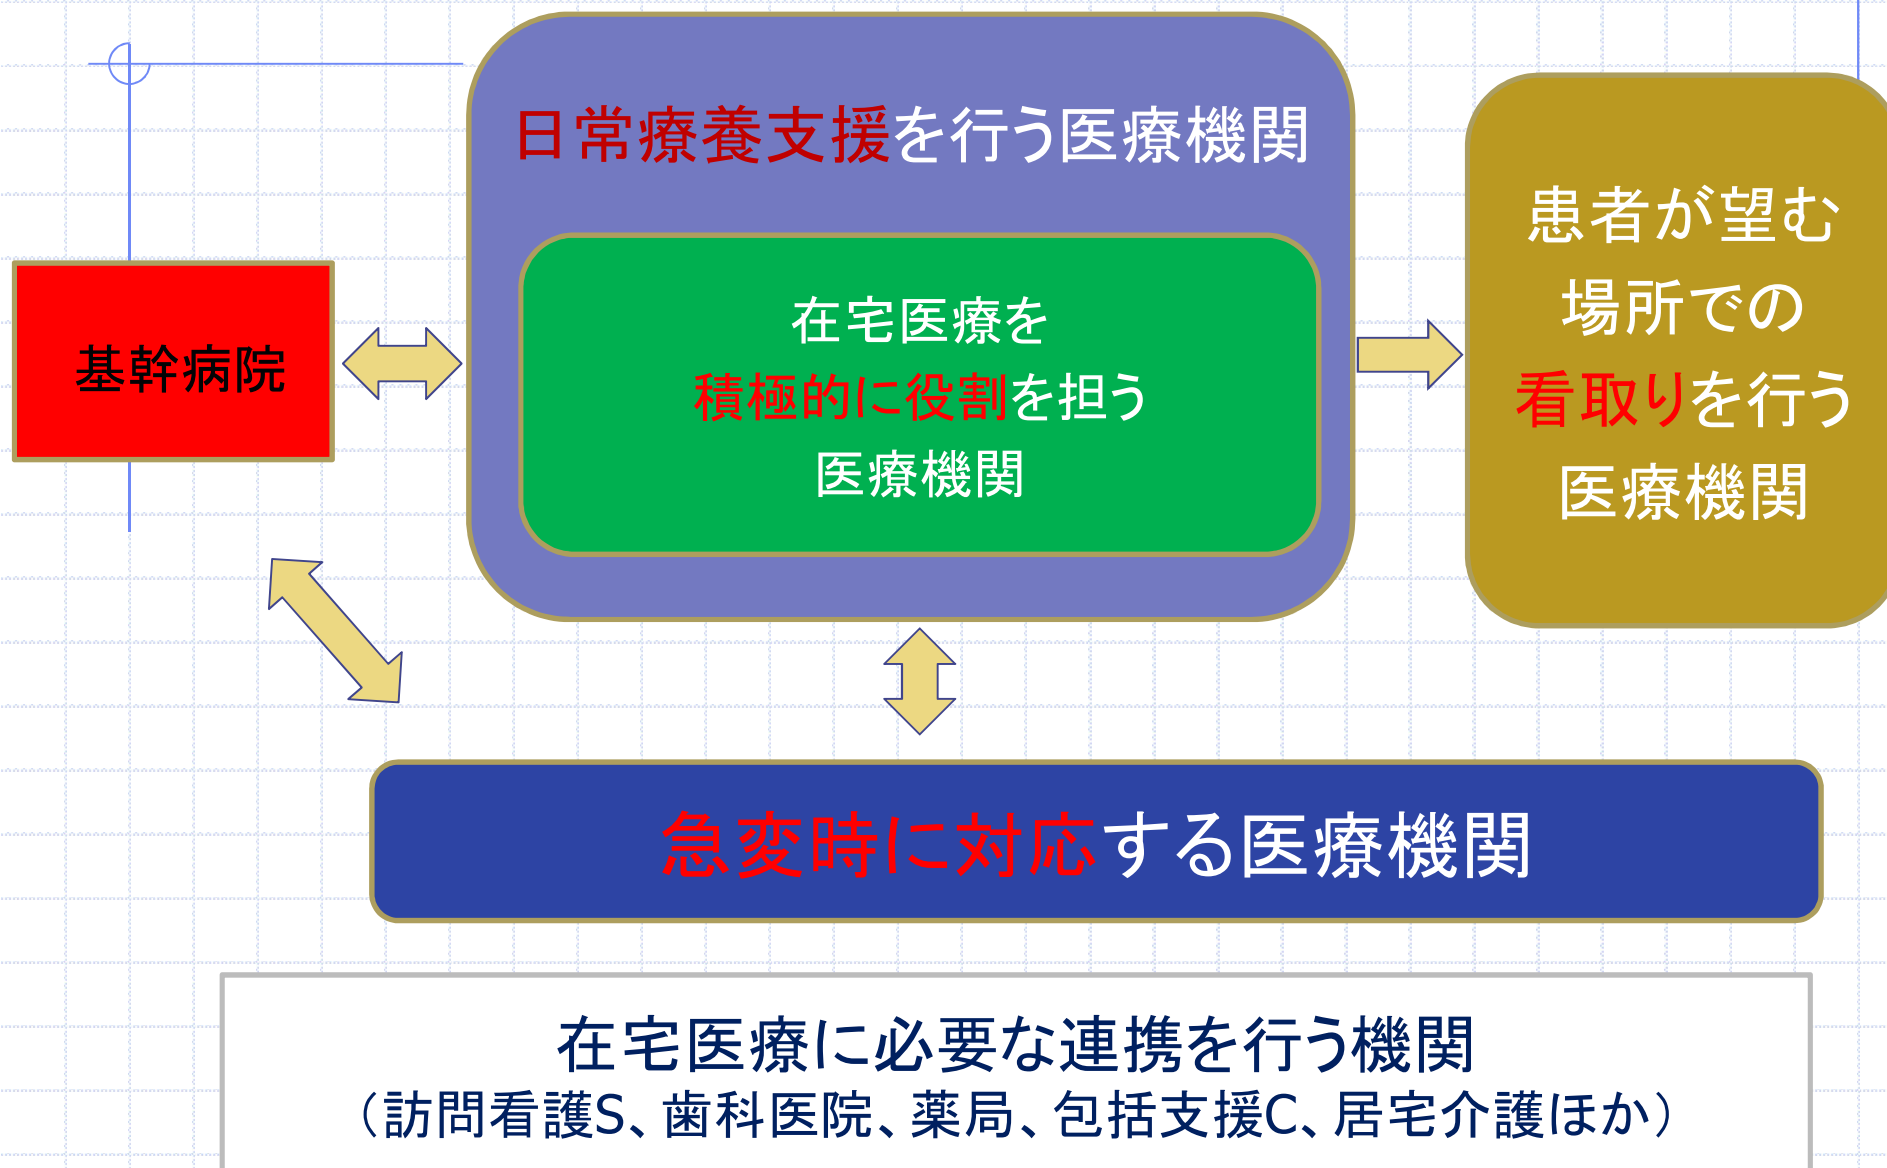 日常療養支援を行う医療機関
基幹病院
在宅医療を
積極的に役割を担う
医療機関
患者が望む
場所での
看取りを行う
医療機関
急変時に対応する医療機関
在宅医療に必要な連携を行う機関
（訪問看護S、歯科医院、薬局、包括支援C、居宅介護ほか）